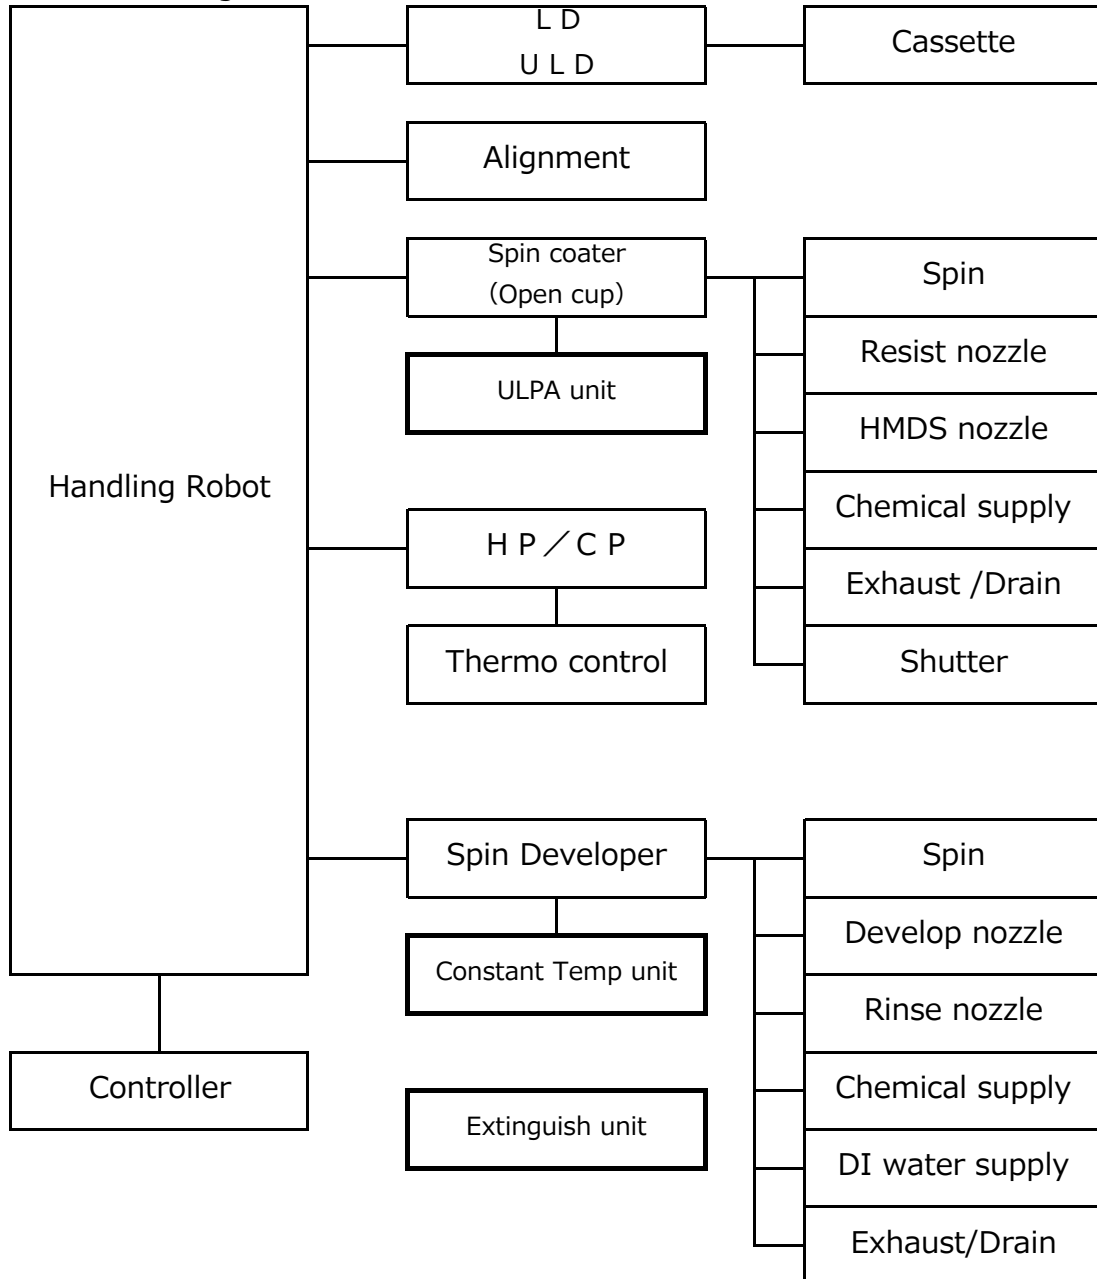 L D
U L D
Cassette
Alignment
Spin coater
（Open cup）
Spin
ULPA unit
Resist nozzle
HMDS nozzle
Handling Robot
Chemical supply
H P ／ C P
Exhaust /Drain
Thermo control
Shutter
Spin Developer
Spin
Develop nozzle
Constant Temp unit
Rinse nozzle
Controller
Chemical supply
Extinguish unit
DI water supply
Exhaust/Drain